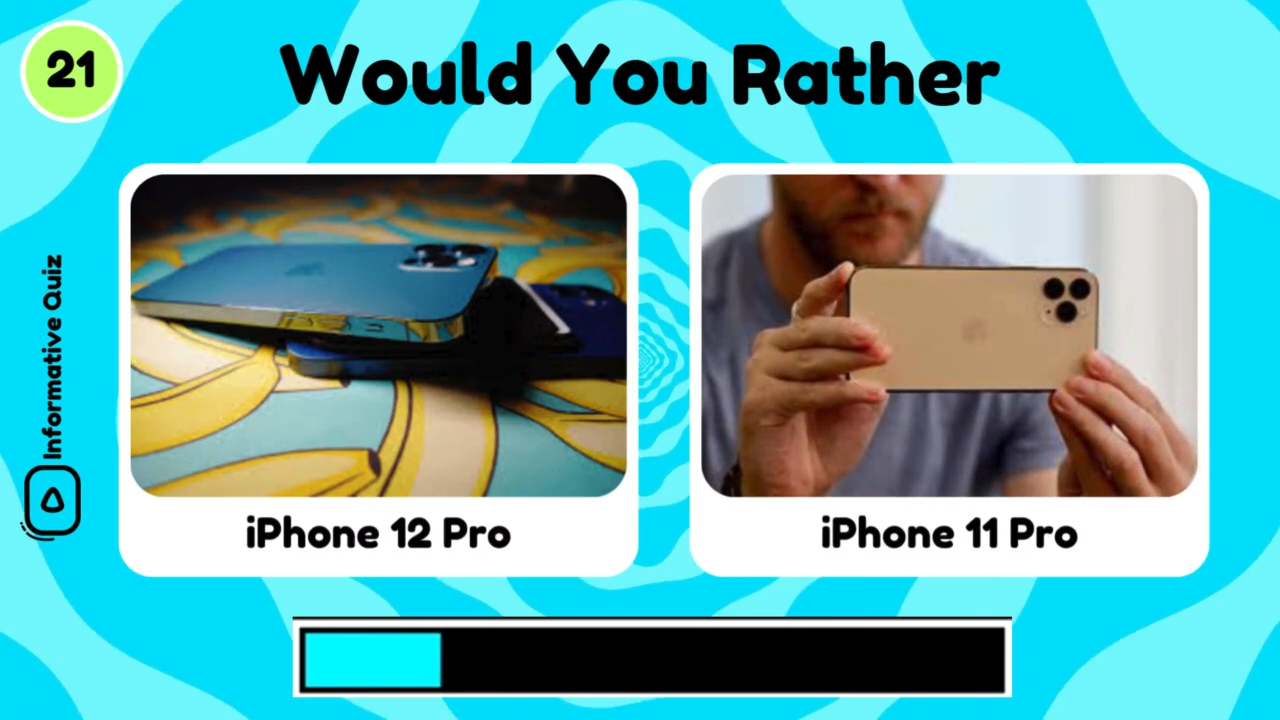 21
Would You Rather
Informative Quiz
iPhone 12 Pro
iPhone 11 Pro